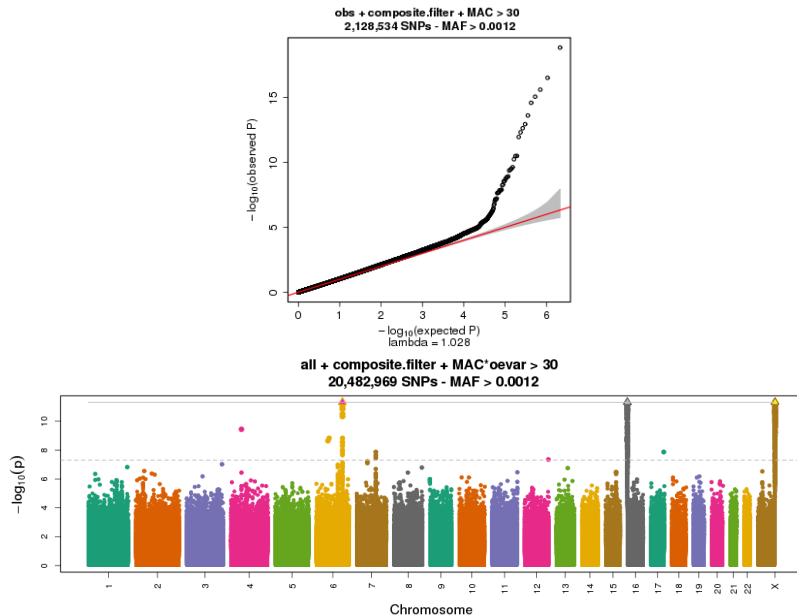 obs + composite.filter + MAC > 30
2,128,534 SNPs - MAF > 0.0012
−log10(observed P)
15
10
5
0
0 1 2 3 4 5 6
−log10(expected P)
lambda = 1.028
all + composite.filter + MAC*oevar > 30
20,482,969 SNPs - MAF > 0.0012
−log10(p)
10
8
6
4
2
0
1 2 3 4 5 6 7 8 9 10 11 12 13 14 15 16 17 18 19 20 21 22 X
Chromosome